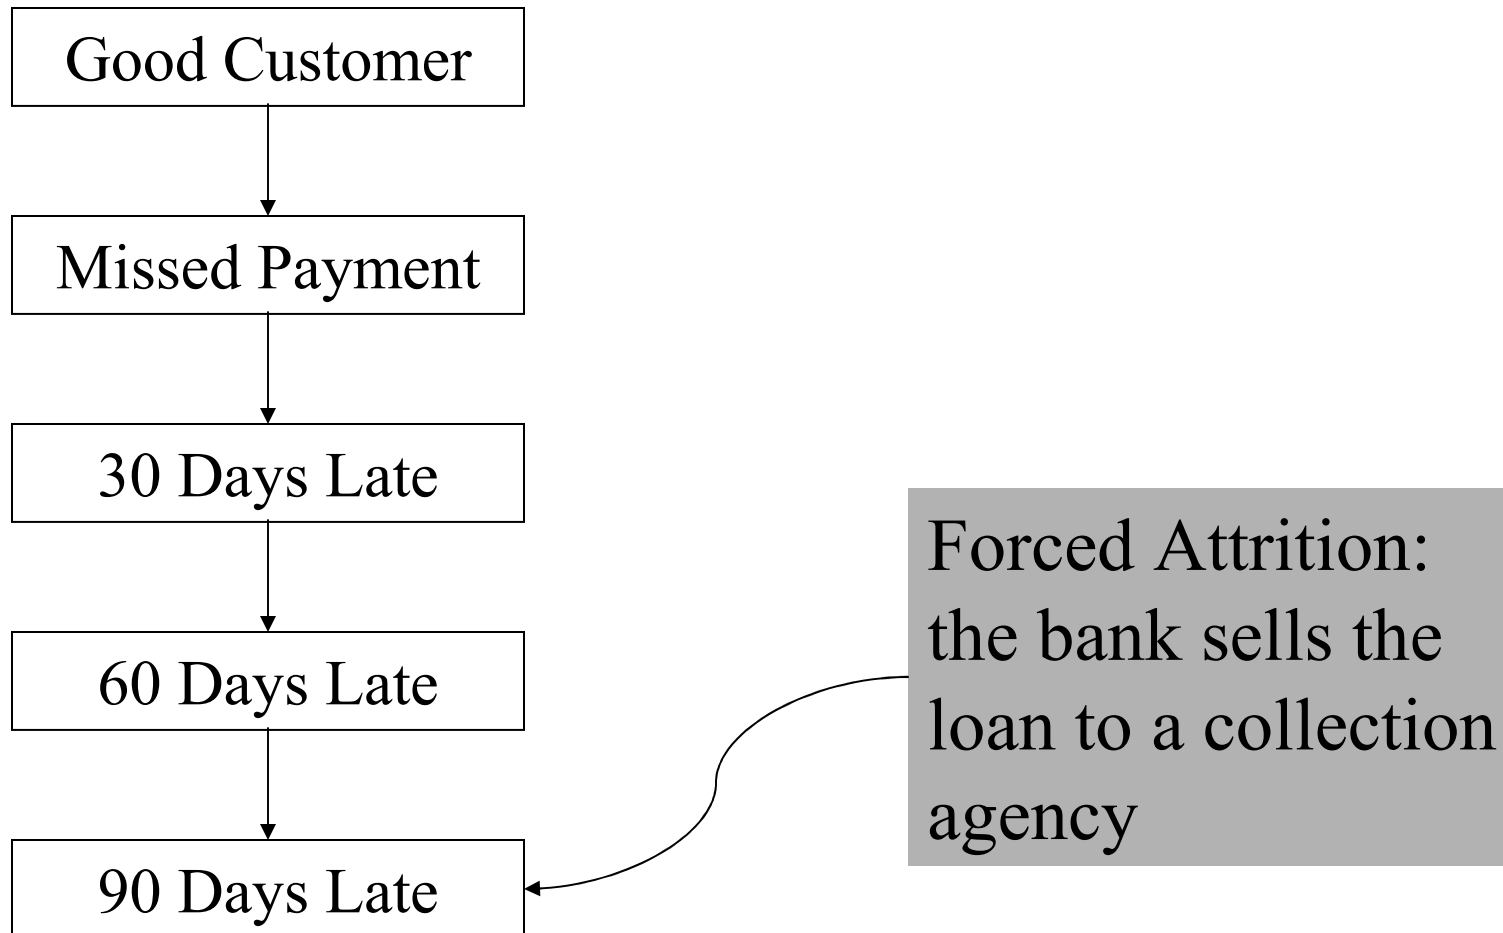 Good Customer
Missed Payment
30 Days Late
60 Days Late
90 Days Late
Forced Attrition:
the bank sells the
loan to a collection
agency